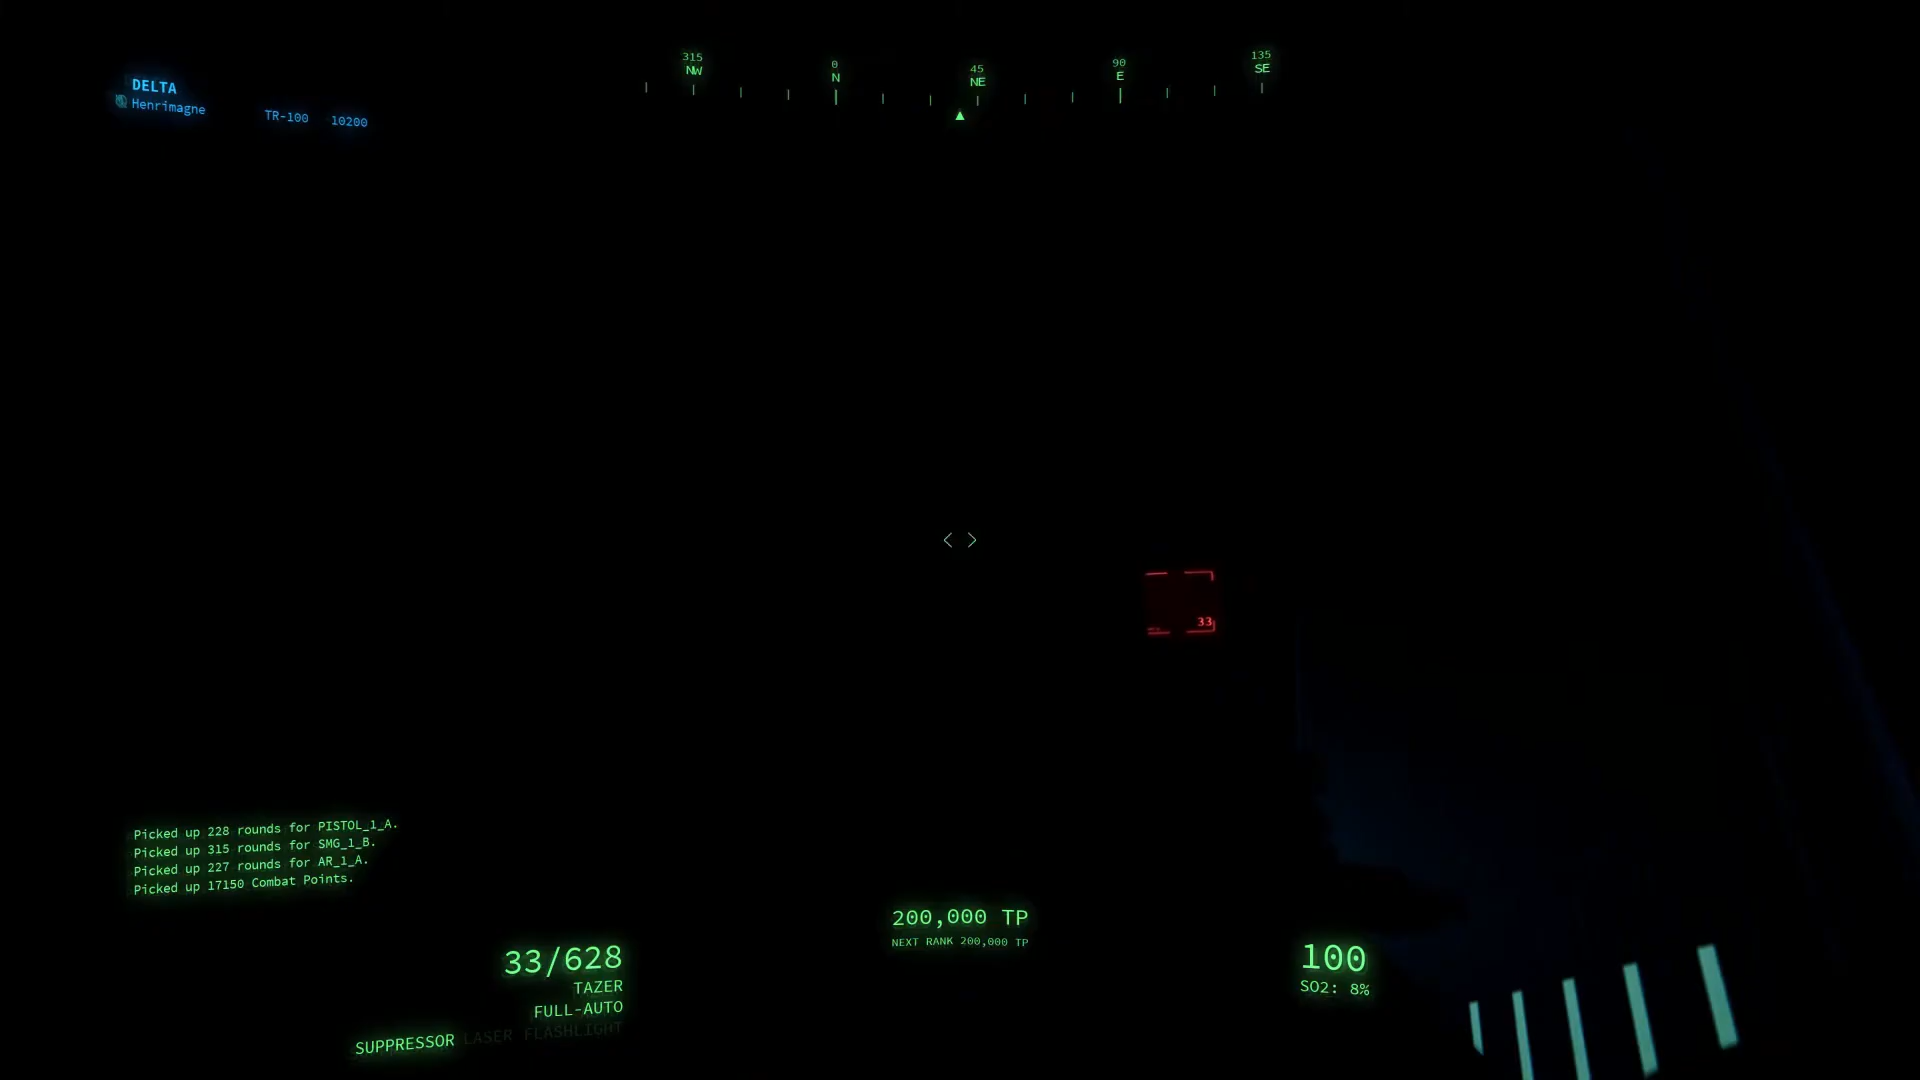 315 0 45 90 135
NW N NE E SE
DELTA
Henrimagne TR-100 10200
33
Picked up 228 rounds for PISTOL_1_A.
Picked up 315 rounds for SMG_1_B.
Picked up 227 rounds for AR_1_A.
Picked up 17150 Combat Points.
200,000 TP
NEXT RANK 200,000 TP
33/628
TAZER
FULL-AUTO
SUPPRESSOR LASER FLASHLIGHT
100
SO2: 8%